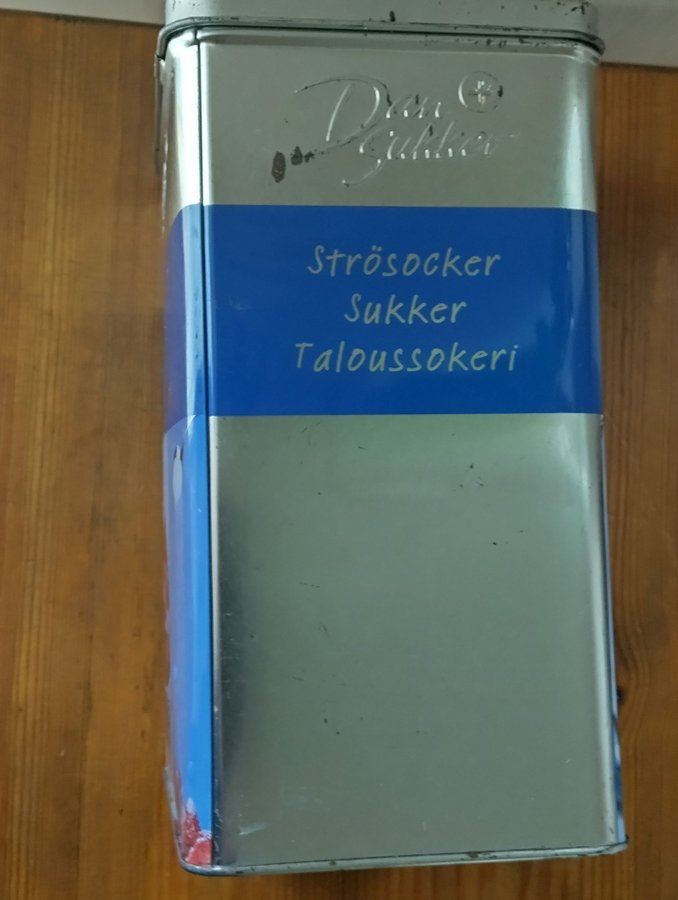 Dan
Sukker
Strösocker
Sukker
Taloussokeri